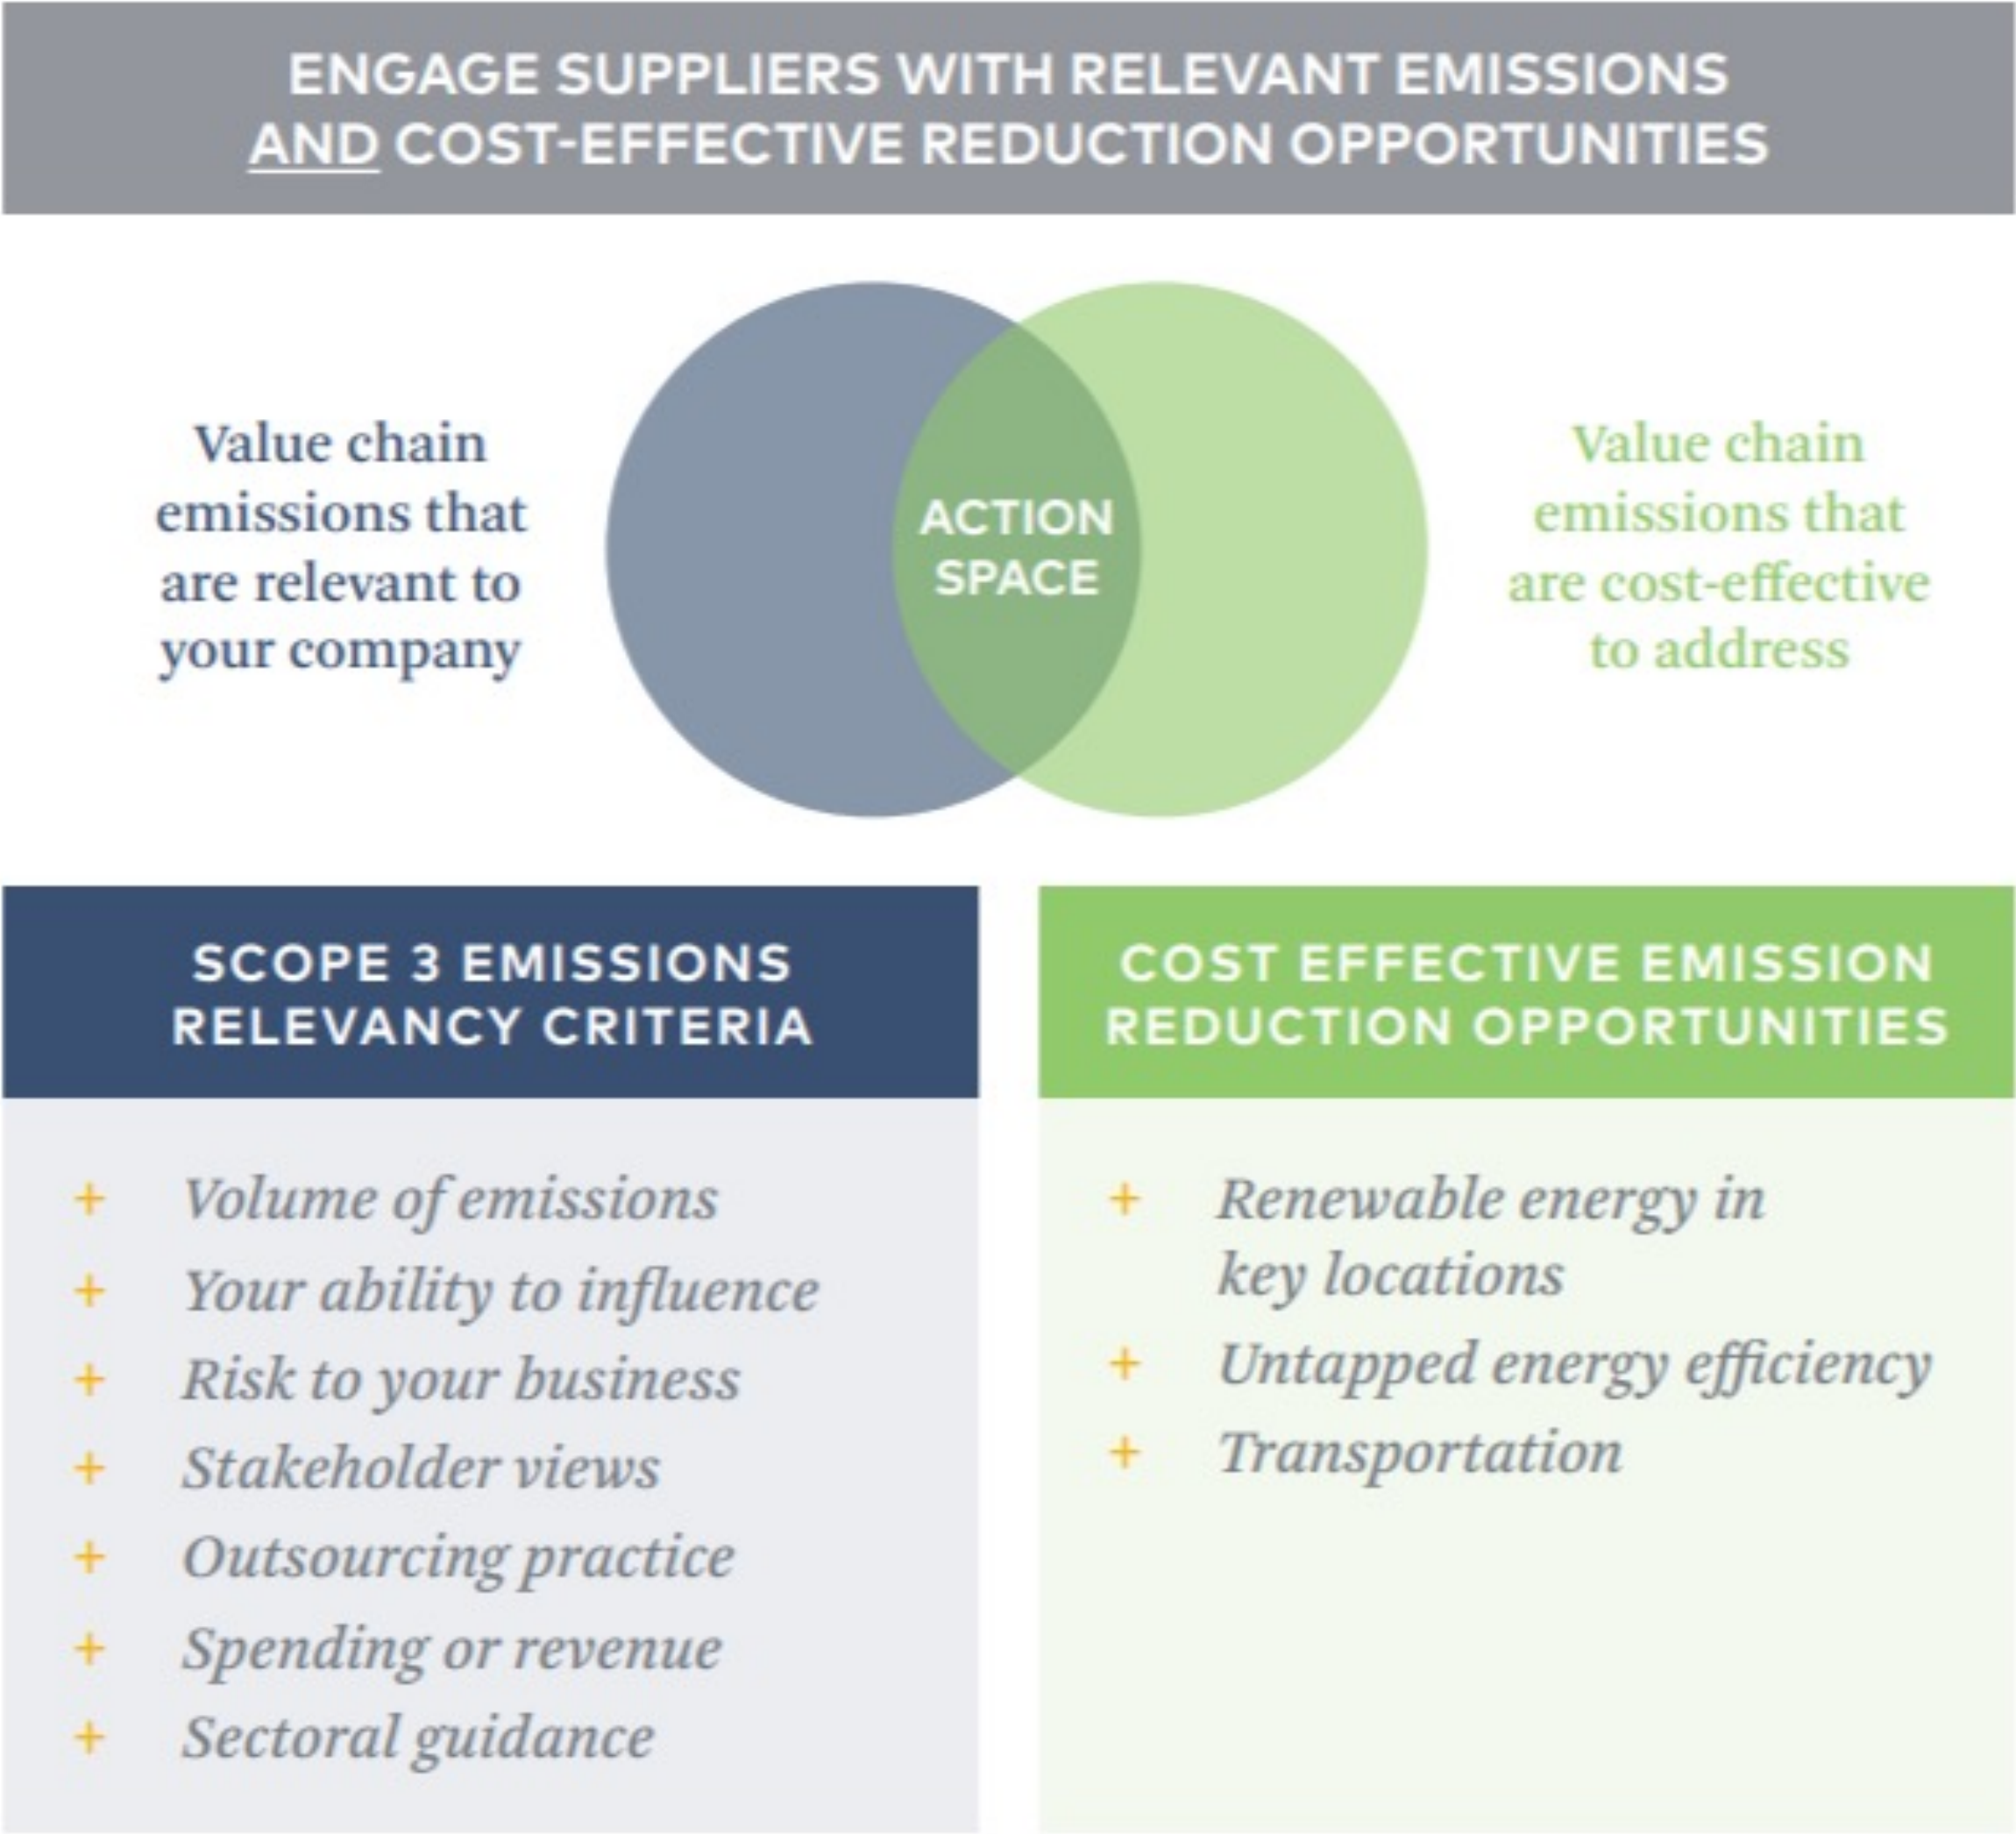 ENGAGE SUPPLIERS WITH RELEVANT EMISSIONS
AND COST-EFFECTIVE REDUCTION OPPORTUNITIES
Value chain
emissions that
are relevant to
your company
ACTION
SPACE
Value chain
emissions that
are cost-effective
to address
SCOPE 3 EMISSIONS
RELEVANCY CRITERIA
+ Volume of emissions
+ Your ability to influence
+ Risk to your business
+ Stakeholder views
+ Outsourcing practice
+ Spending or revenue
+ Sectoral guidance
COST EFFECTIVE EMISSION
REDUCTION OPPORTUNITIES
+ Renewable energy in
key locations
+ Untapped energy efficiency
+ Transportation